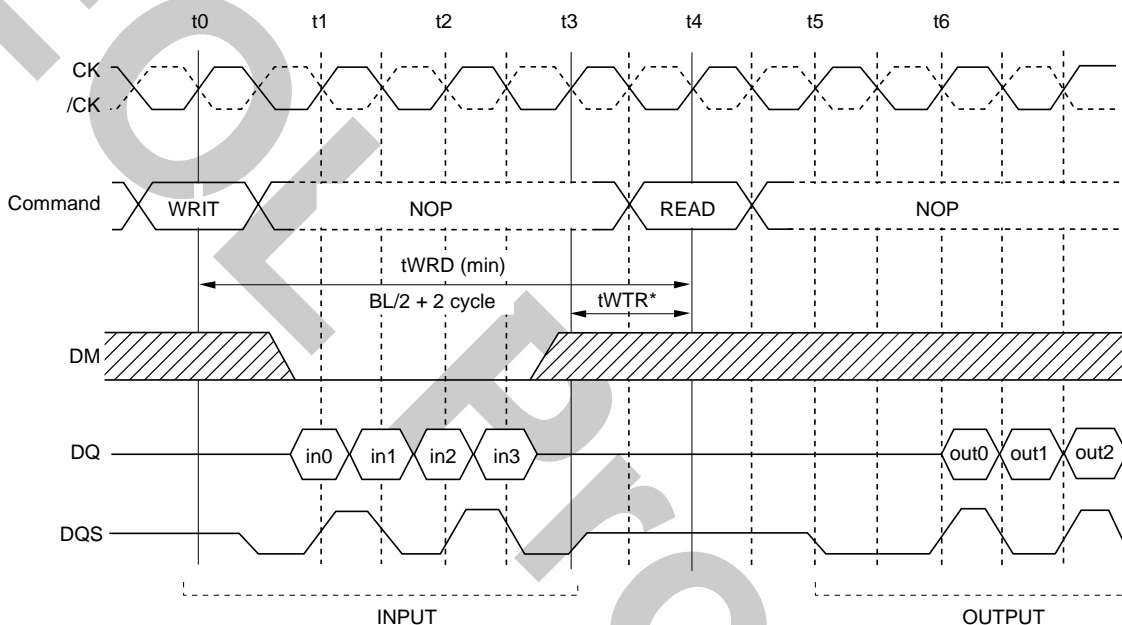 t0 t1 t2 t3 t4 t5 t6
CK
/CK
Command WRIT NOP READ NOP
tWRD (min)
BL/2 + 2 cycle tWTR*
DM
DQ in0 in1 in2 in3 out0 out1 out2
DQS
INPUT OUTPUT